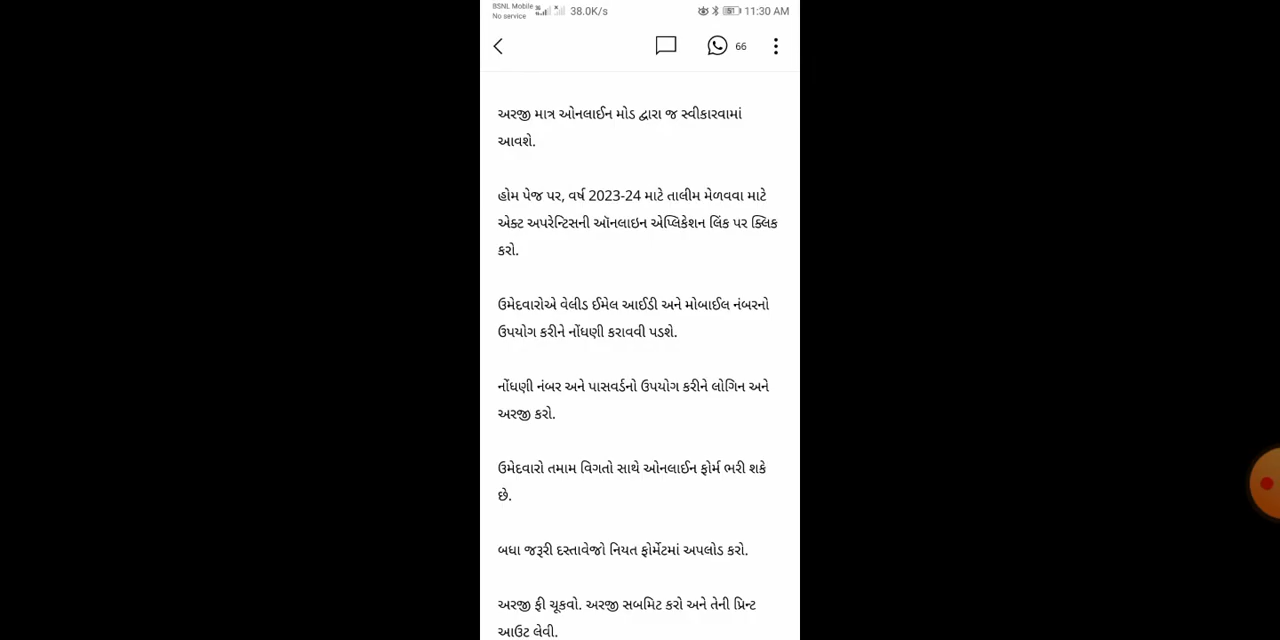 BSNL Mobile
No service
38.0K/s
11:30 AM
66
અરજી માત્ર ઓનલાઈન મોડ દ્વારા જ સ્વીકારવામાં
આવશે.
હોમ પેજ પર, વર્ષ 2023-24 માટે તાલીમ મેળવવા માટે
એક્ટ અપરેન્ટિસની ઑનલાઇન એપ્લિકેશન લિંક પર ક્લિક
કરો.
ઉમેદવારોએ વેલીડ ઈમેલ આઈડી અને મોબાઈલ નંબરનો
ઉપયોગ કરીને નોંધણી કરાવવી પડશે.
નોંધણી નંબર અને પાસવર્ડનો ઉપયોગ કરીને લોગિન અને
અરજી કરો.
ઉમેદવારો તમામ વિગતો સાથે ઓનલાઈન ફોર્મ ભરી શકે
છે.
બધા જરૂરી દસ્તાવેજો નિયત ફોર્મેટમાં અપલોડ કરો.
અરજી ફી ચૂકવો. અરજી સબમિટ કરો અને તેની પ્રિન્ટ
આઉટ લેવી.